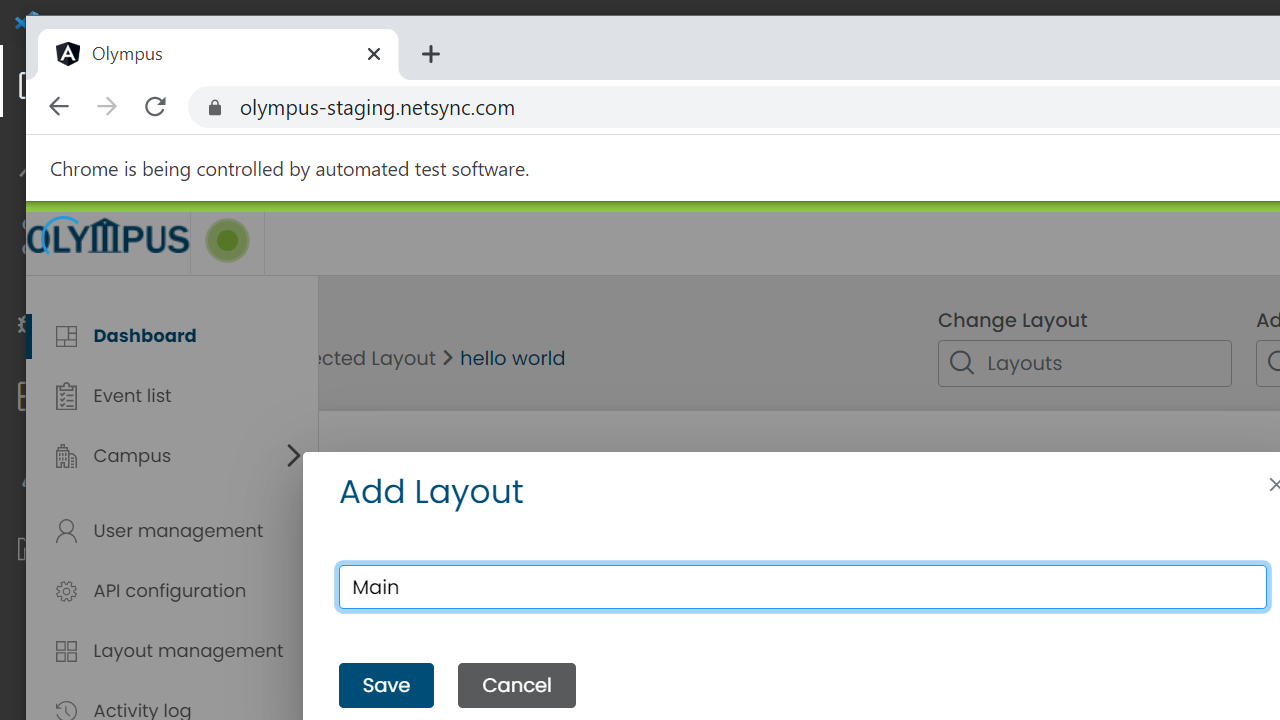 Olympus
olympus-staging.netsync.com
Chrome is being controlled by automated test software.
OLYMPUS
Change Layout
Ad
ected Layout > hello world
Layouts
Dashboard
Event list
Campus
User management
API configuration
Layout management
Activity log
Add Layout
Main
Save Cancel